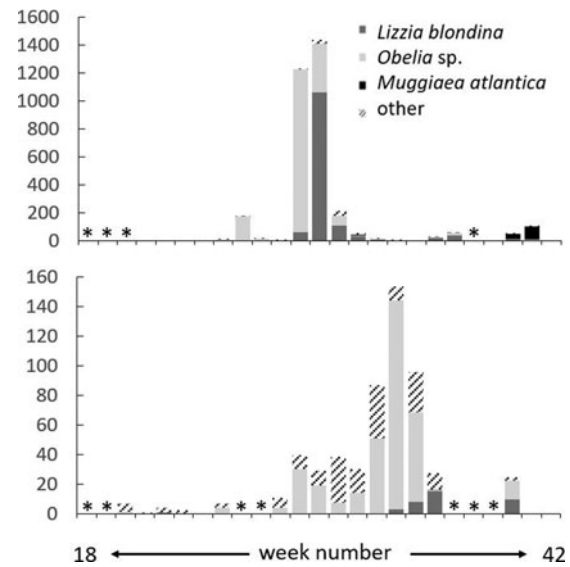 1600
1400
1200
1000
800
600
400
200
0
Lizzia blondina
Obelia sp.
Muggiaea atlantica
other
* * * *
160
140
120
100
80
60
40
20
0
* * * * * * *
18 week number 42